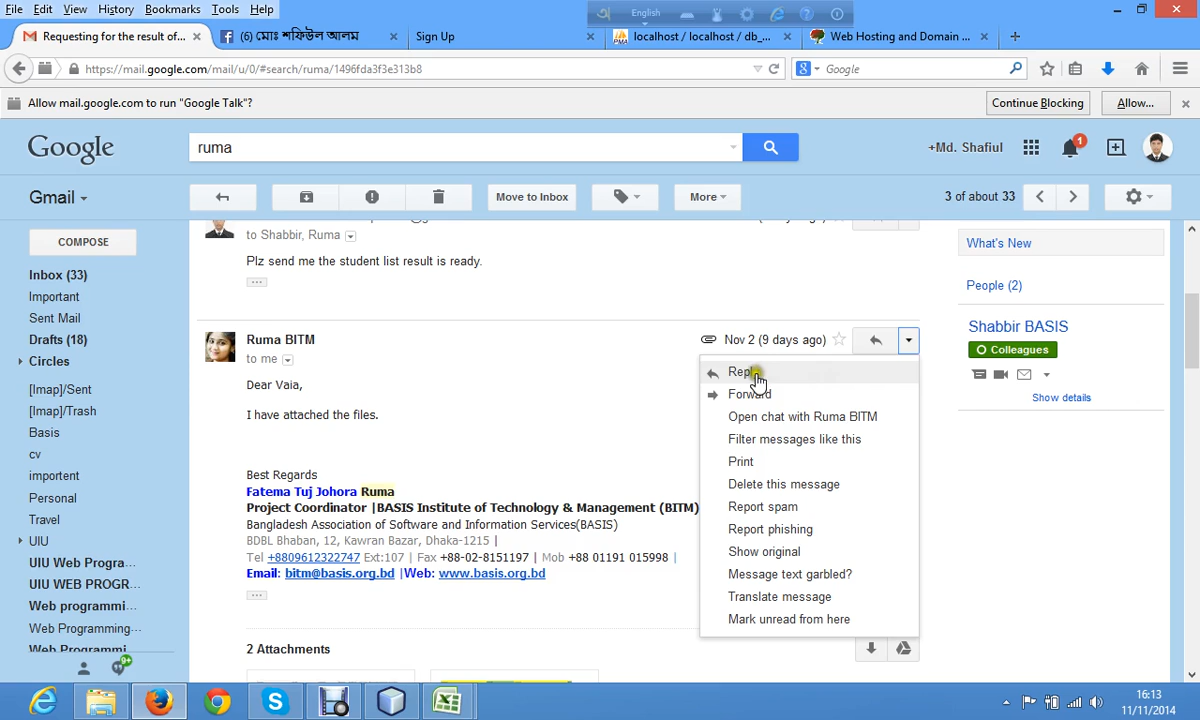 File Edit View History Bookmarks Tools Help
English
Requesting for the result of...
(6) মোঃ শফিউল আলম
Sign Up
localhost / localhost / db_...
Web Hosting and Domain ...
https://mail.google.com/mail/u/0/#search/ruma/1496fda3f3e313b8
Google
Allow mail.google.com to run "Google Talk"?
Continue Blocking
Allow...
Google
ruma
+Md. Shafiul
1
Gmail
Move to Inbox
More
3 of about 33
COMPOSE
Inbox (33)
Important
Sent Mail
Drafts (18)
Circles
[Imap]/Sent
[Imap]/Trash
Basis
cv
importent
Personal
Travel
UIU
UIU Web Progra...
UIU WEB PROGR...
Web programmi...
Web Programming...
Web Programmi...
9+
to Shabbir, Ruma
Plz send me the student list result is ready.
Ruma BITM
Nov 2 (9 days ago)
to me
Dear Vaia,
I have attached the files.
Best Regards
Fatema Tuj Johora Ruma
Project Coordinator |BASIS Institute of Technology & Management (BITM)
Bangladesh Association of Software and Information Services(BASIS)
BDBL Bhaban, 12, Kawran Bazar, Dhaka-1215 |
Tel +8809612322747 Ext:107 | Fax +88-02-8151197 | Mob +88 01191 015998 |
Email: bitm@basis.org.bd |Web: www.basis.org.bd
2 Attachments
Reply
Forward
Open chat with Ruma BITM
Filter messages like this
Print
Delete this message
Report spam
Report phishing
Show original
Message text garbled?
Translate message
Mark unread from here
What's New
People (2)
Shabbir BASIS
Colleagues
Show details
16:13
11/11/2014